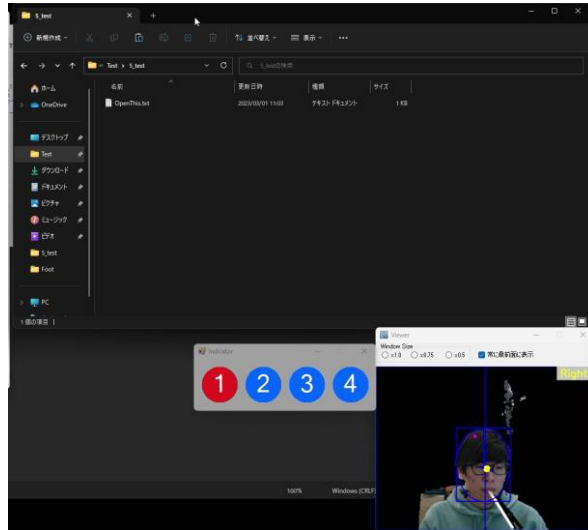 S_test
新規作成
並べ替え
表示
Test > S_test
S_testの検索
名前 更新日時 種類 サイズ
OpenThis.txt 2023/03/01 11:03 テキスト ドキュメント 1 KB
ホーム
OneDrive
デスクトップ
Test
ダウンロード
ドキュメント
ピクチャ
ミュージック
ビデオ
S_test
Foot
PC
1 個の項目
Indicator
1 2 3 4
Viewer
Window Size
x1.0 x0.75 x0.5 常に最前面に表示
Right
100% Windows (CRLF)